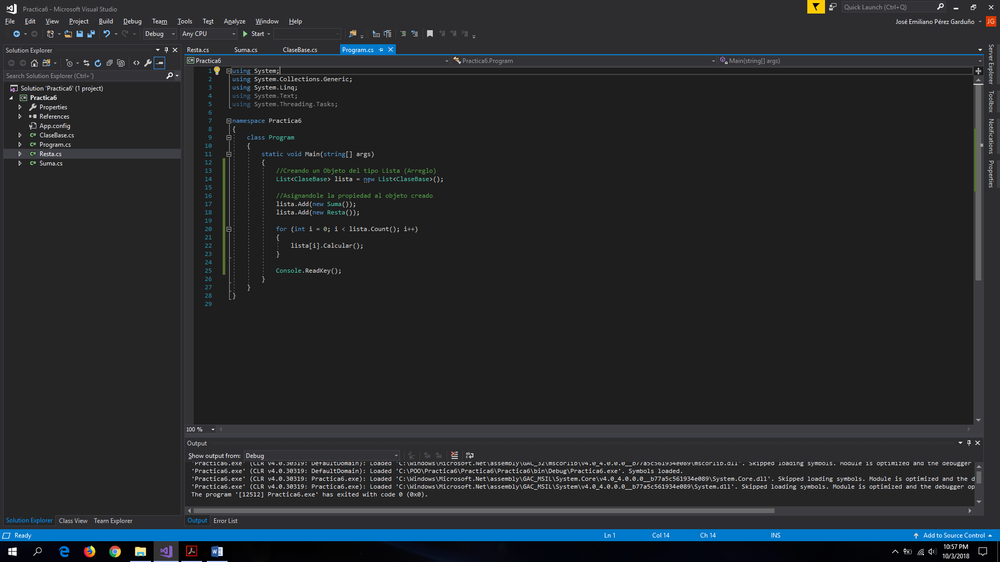 Practica6 - Microsoft Visual Studio
Quick Launch (Ctrl+Q)
File Edit View Project Build Debug Team Tools Test Analyze Window Help
José Emiliano Pérez Garduño
JG
Debug
Any CPU
Start
Solution Explorer
Search Solution Explorer (Ctrl+´)
Solution 'Practica6' (1 project)
Practica6
Properties
References
App.config
ClaseBase.cs
Program.cs
Resta.cs
Suma.cs
Solution Explorer Class View Team Explorer
Resta.cs Suma.cs ClaseBase.cs Program.cs
Practica6 Practica6.Program Main(string[] args)
1 using System;
2 using System.Collections.Generic;
3 using System.Linq;
4 using System.Text;
5 using System.Threading.Tasks;
6
7 namespace Practica6
8 {
9 class Program
10 {
11 static void Main(string[] args)
12 {
13 //Creando un Objeto del tipo Lista (Arreglo)
14 List<ClaseBase> lista = new List<ClaseBase>();
15
16 //Asignandole la propiedad al objeto creado
17 lista.Add(new Suma());
18 lista.Add(new Resta());
19
20 for (int i = 0; i < lista.Count(); i++)
21 {
22 lista[i].Calcular();
23 }
24
25 Console.ReadKey();
26 }
27 }
28 }
29
100 %
Output
Show output from: Debug
'Practica6.exe' (CLR v4.0.30319: DefaultDomain): Loaded 'C:\Windows\Microsoft.Net\assembly\GAC_32\mscorlib\v4.0_4.0.0.0__b77a5c561934e089\mscorlib.dll'. Skipped loading symbols. Module is optimized and the debugger
'Practica6.exe' (CLR v4.0.30319: DefaultDomain): Loaded 'C:\POO\Practica6\Practica6\Practica6\bin\Debug\Practica6.exe'. Symbols loaded.
'Practica6.exe' (CLR v4.0.30319: Practica6.exe): Loaded 'C:\Windows\Microsoft.Net\assembly\GAC_MSIL\System.Core\v4.0_4.0.0.0__b77a5c561934e089\System.Core.dll'. Skipped loading symbols. Module is optimized and the d
'Practica6.exe' (CLR v4.0.30319: Practica6.exe): Loaded 'C:\Windows\Microsoft.Net\assembly\GAC_MSIL\System\v4.0_4.0.0.0__b77a5c561934e089\System.dll'. Skipped loading symbols. Module is optimized and the debugger op
The program '[12512] Practica6.exe' has exited with code 0 (0x0).
Output Error List
Server Explorer
Toolbox
Notifications
Properties
Ready
Ln 1 Col 14 Ch 14 INS
Add to Source Control
10:57 PM
10/3/2018